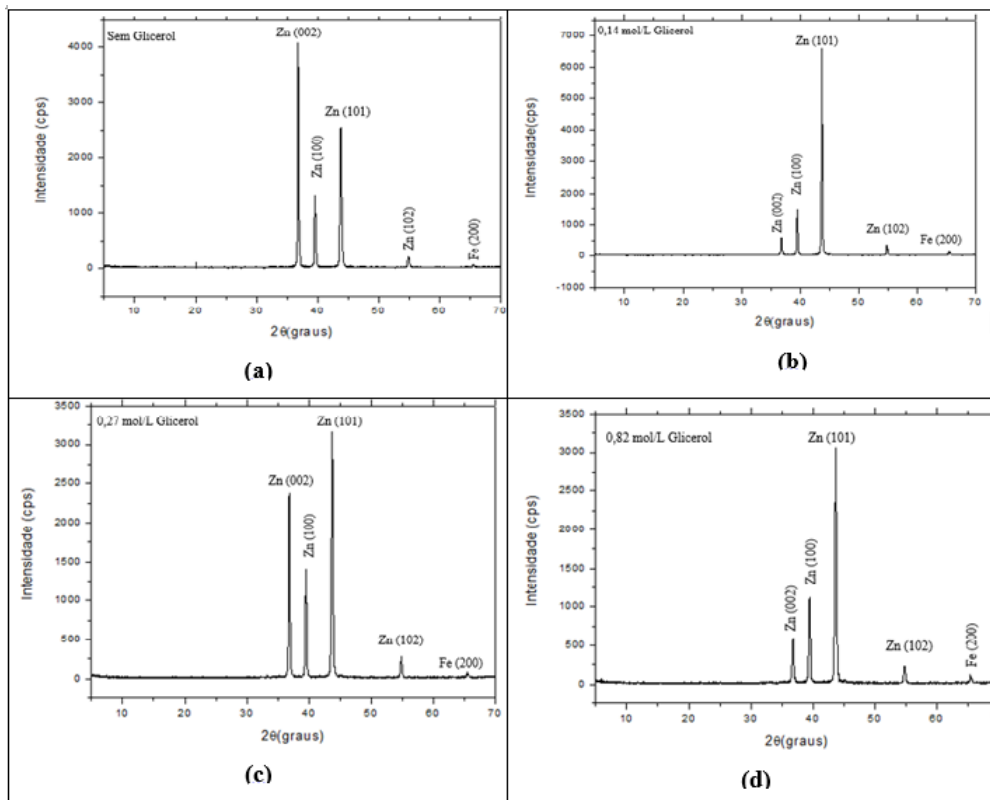 Zn (002)
Sem Glicerol
4000
Zn (101)
3000
Intensidade (cps)
Zn (100)
2000
1000
Zn (102)
Fe (200)
0
10 20 30 40 50 60 70
2θ(graus)
(a)
0,14 mol/L Glicerol
Zn (101)
7000
6000
5000
4000
3000
2000
1000
0
-1000
Intensidade(cps)
Zn (002)
Zn (100)
Zn (102)
Fe (200)
10 20 30 40 50 60 70
2θ(graus)
(b)
3500
0,27 mol/L Glicerol
Zn (101)
3000
2500
Zn (002)
2000
Intensidade (cps)
Zn (100)
1500
1000
500
Zn (102)
Fe (200)
0
10 20 30 40 50 60 70
2θ(graus)
(c)
3500
0,82 mol/L Glicerol
Zn (101)
3000
2500
2000
Intensidade (cps)
1500
Zn (100)
1000
Zn (002)
500
Zn (102)
Fe (200)
0
10 20 30 40 50 60
2θ(graus)
(d)